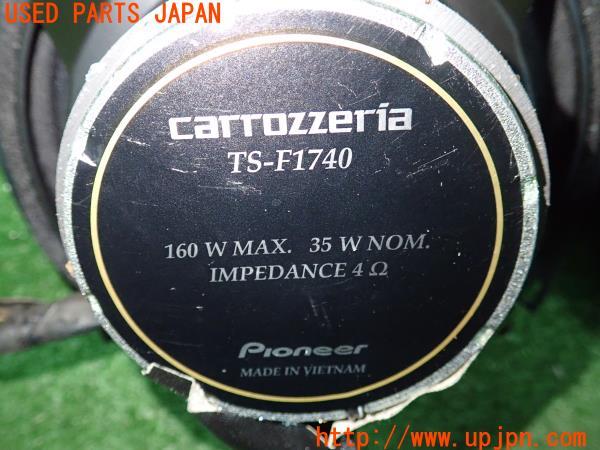 USED PARTS JAPAN
carrozzeria
TS-F1740
160 W MAX. 35 W NOM.
IMPEDANCE 4 Ω
Pioneer
MADE IN VIETNAM
http://www.upjpn.com/